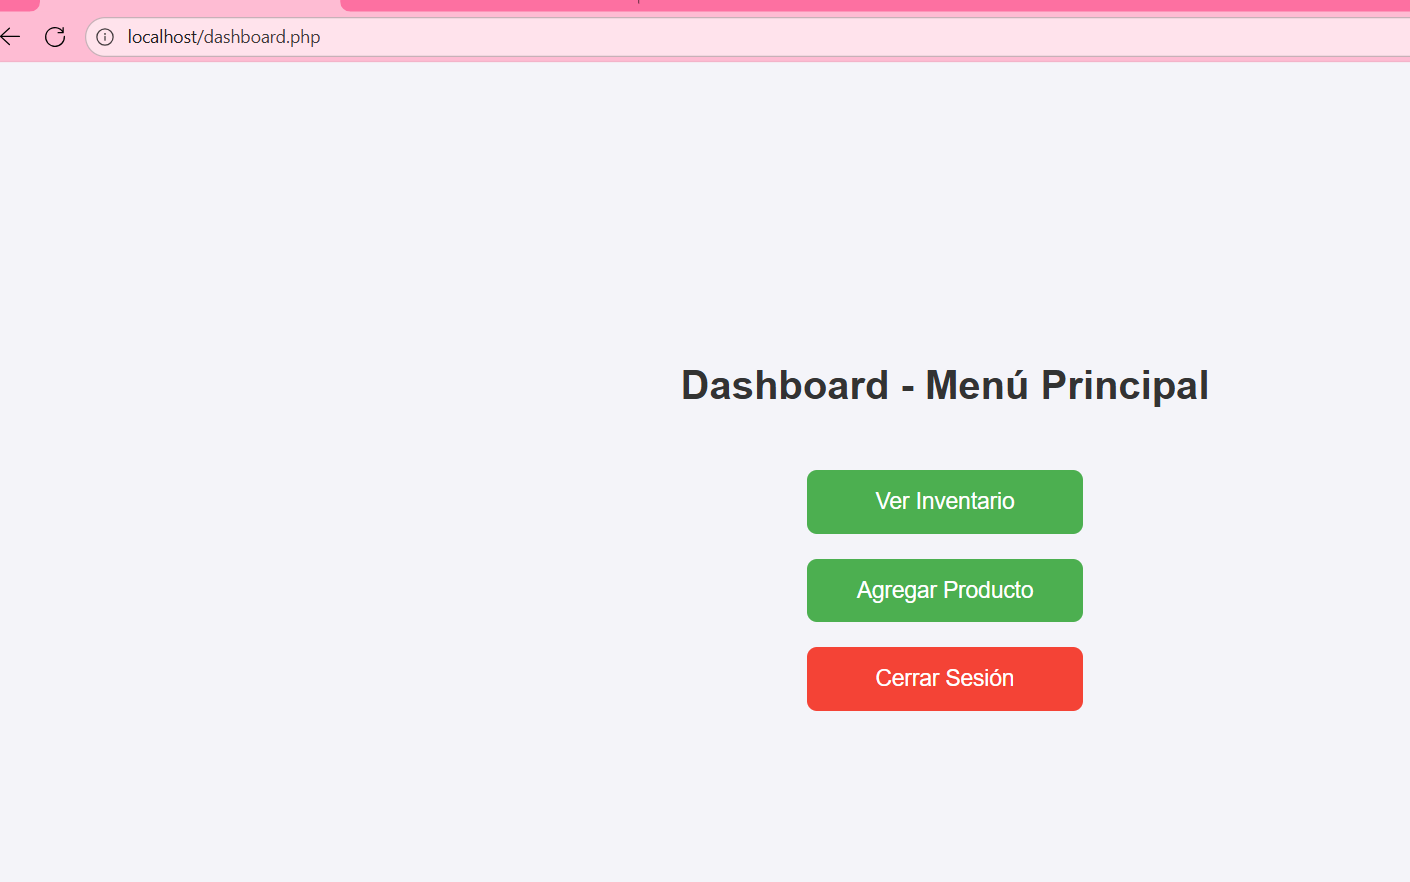 localhost/dashboard.php
Dashboard - Menú Principal
Ver Inventario
Agregar Producto
Cerrar Sesión